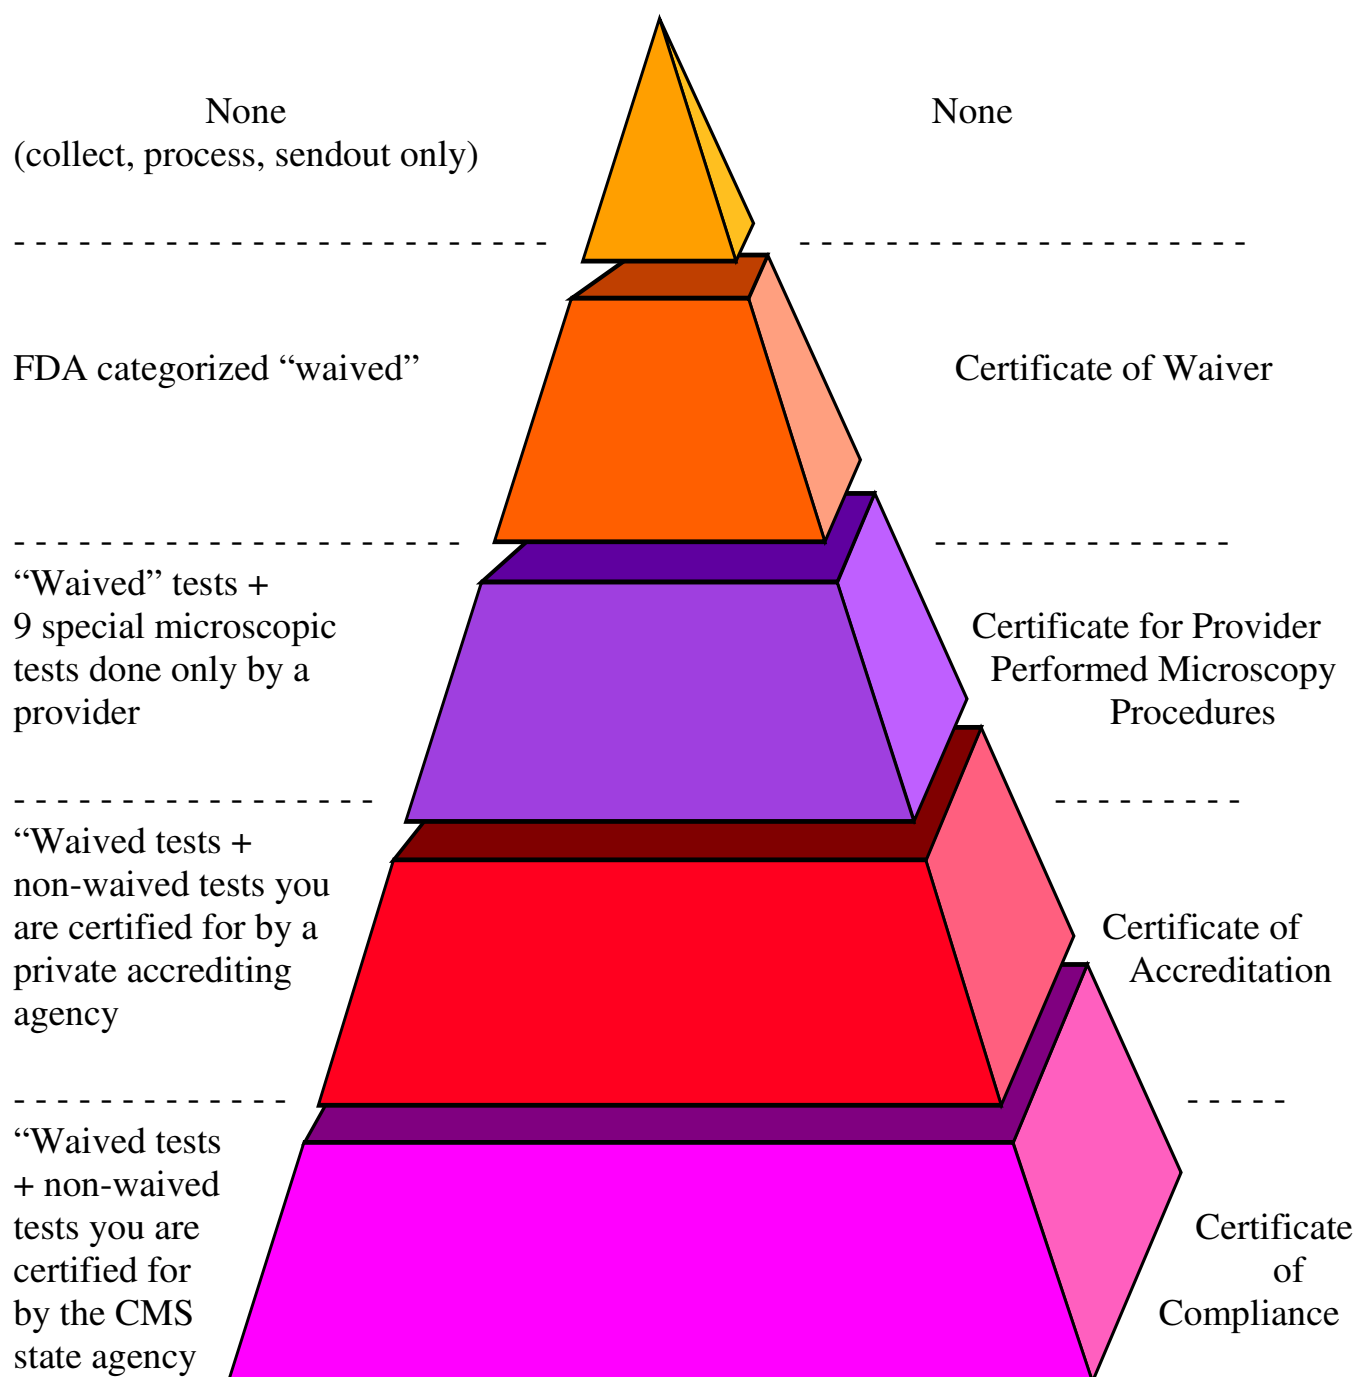 None
(collect, process, sendout only)
None
FDA categorized “waived”
Certificate of Waiver
“Waived” tests +
9 special microscopic
tests done only by a
provider
Certificate for Provider
Performed Microscopy
Procedures
“Waived tests +
non-waived tests you
are certified for by a
private accrediting
agency
Certificate of
Accreditation
“Waived tests
+ non-waived
tests you are
certified for
by the CMS
state agency
Certificate
of
Compliance